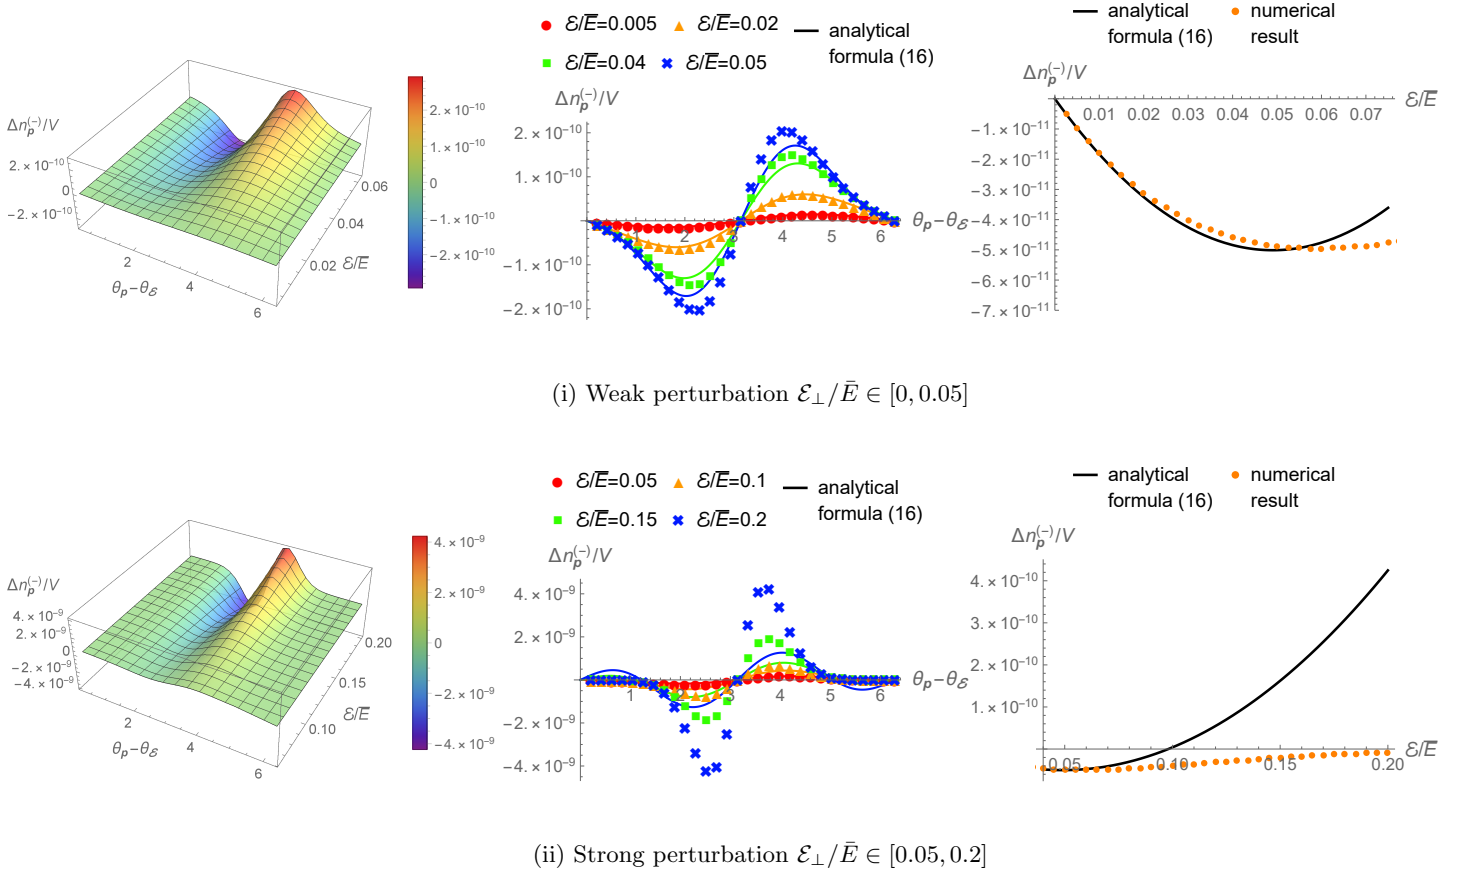 Δn_p^(−)/V
2.×10⁻¹⁰
0
−2.×10⁻¹⁰
2
4
6
θ_p−θ_ℰ
0.02
0.04
0.06
ℰ/E̅
2.×10⁻¹⁰
1.×10⁻¹⁰
0
−1.×10⁻¹⁰
−2.×10⁻¹⁰
ℰ/E̅=0.005 ℰ/E̅=0.02 analytical
formula (16)
ℰ/E̅=0.04 ℰ/E̅=0.05
Δn_p^(−)/V
2.×10⁻¹⁰
1.×10⁻¹⁰
−1.×10⁻¹⁰
−2.×10⁻¹⁰
1 2 3 4 5 6 θ_p−θ_ℰ
analytical numerical
formula (16) result
Δn_p^(−)/V
0.01 0.02 0.03 0.04 0.05 0.06 0.07 ℰ/E̅
−1.×10⁻¹¹
−2.×10⁻¹¹
−3.×10⁻¹¹
−4.×10⁻¹¹
−5.×10⁻¹¹
−6.×10⁻¹¹
−7.×10⁻¹¹
(i) Weak perturbation ℰ⊥/Ē ∈ [0, 0.05]
Δn_p^(−)/V
4.×10⁻⁹
2.×10⁻⁹
0
−2.×10⁻⁹
−4.×10⁻⁹
2
4
6
θ_p−θ_ℰ
0.10
0.15
0.20
ℰ/E̅
4.×10⁻⁹
2.×10⁻⁹
0
−2.×10⁻⁹
−4.×10⁻⁹
ℰ/E̅=0.05 ℰ/E̅=0.1 analytical
formula (16)
ℰ/E̅=0.15 ℰ/E̅=0.2
Δn_p^(−)/V
4.×10⁻⁹
2.×10⁻⁹
−2.×10⁻⁹
−4.×10⁻⁹
1 2 3 4 5 6 θ_p−θ_ℰ
analytical numerical
formula (16) result
Δn_p^(−)/V
4.×10⁻¹⁰
3.×10⁻¹⁰
2.×10⁻¹⁰
1.×10⁻¹⁰
0.05 0.10 0.15 0.20 ℰ/E̅
(ii) Strong perturbation ℰ⊥/Ē ∈ [0.05, 0.2]